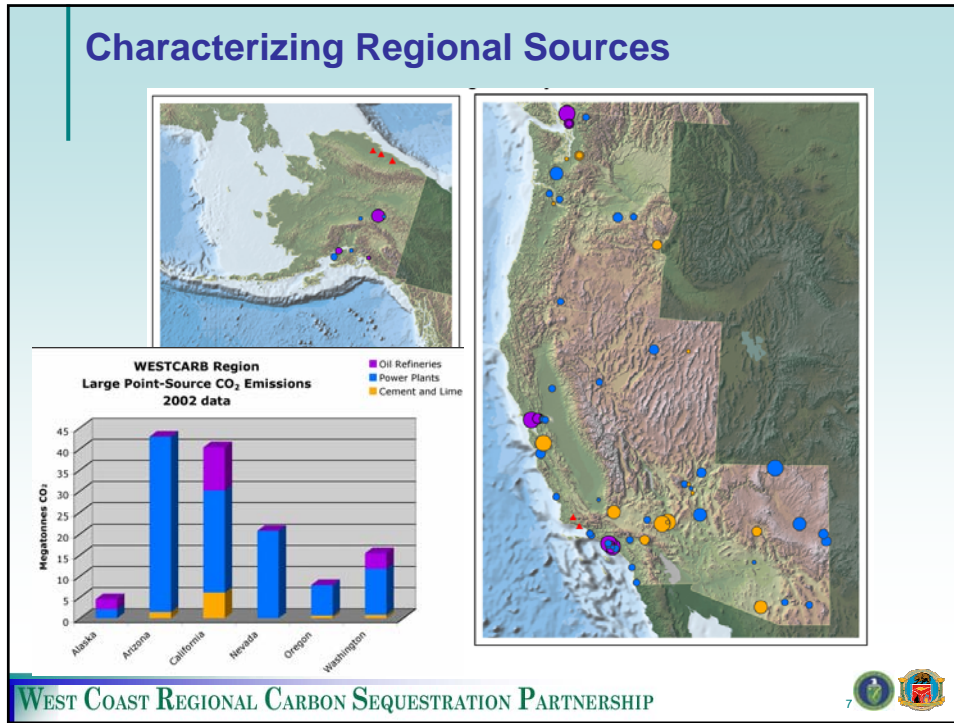 Characterizing Regional Sources
WESTCARB Region
Large Point-Source CO₂ Emissions
2002 data
Oil Refineries
Power Plants
Cement and Lime
Megatonnes CO₂
45
40
35
30
25
20
15
10
5
0
Alaska
Arizona
California
Nevada
Oregon
Washington
WEST COAST REGIONAL CARBON SEQUESTRATION PARTNERSHIP
7